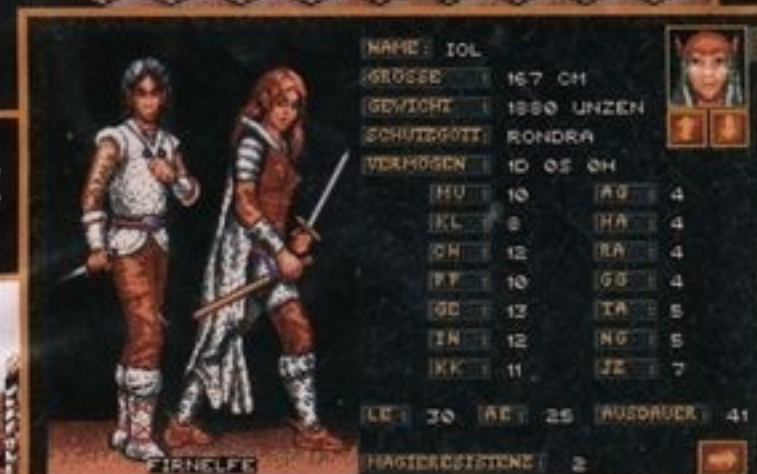 NAME: IOL
GRÖSSE : 167 CM
GEWICHT : 1880 UNZEN
SCHUTZGOTT: RONDRA
VERMÖGEN : 1D 0S 0H
MU : 10 AG : 4
KL : 8 HA : 4
CH : 12 RA : 4
FF : 10 GG : 4
GE : 13 TA : 5
IN : 12 NG : 5
KK : 11 JZ : 7
LE : 30 AE : 25 AUSDAUER: 41
FIRNELFE
MAGIERESISTENZ: 2